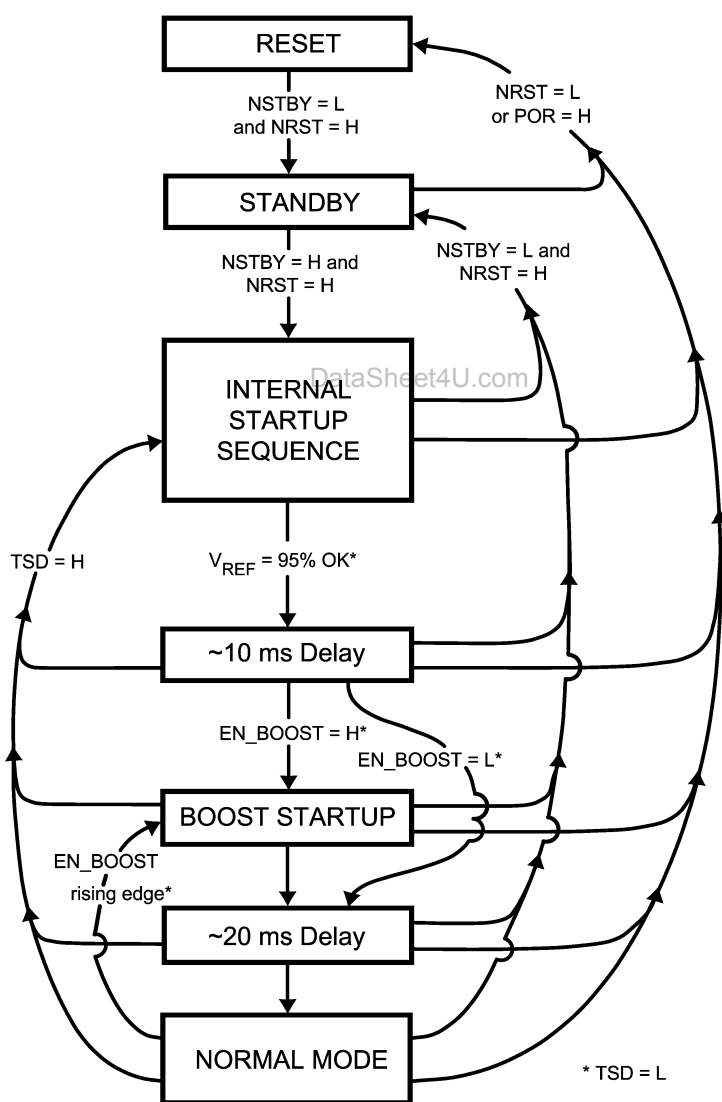 RESET
NSTBY = L
and NRST = H
NRST = L
or POR = H
STANDBY
NSTBY = H and
NRST = H
NSTBY = L and
NRST = H
DataSheet4U.com
INTERNAL
STARTUP
SEQUENCE
TSD = H
VREF = 95% OK*
~10 ms Delay
EN_BOOST = H*
EN_BOOST = L*
BOOST STARTUP
EN_BOOST
rising edge*
~20 ms Delay
NORMAL MODE
* TSD = L